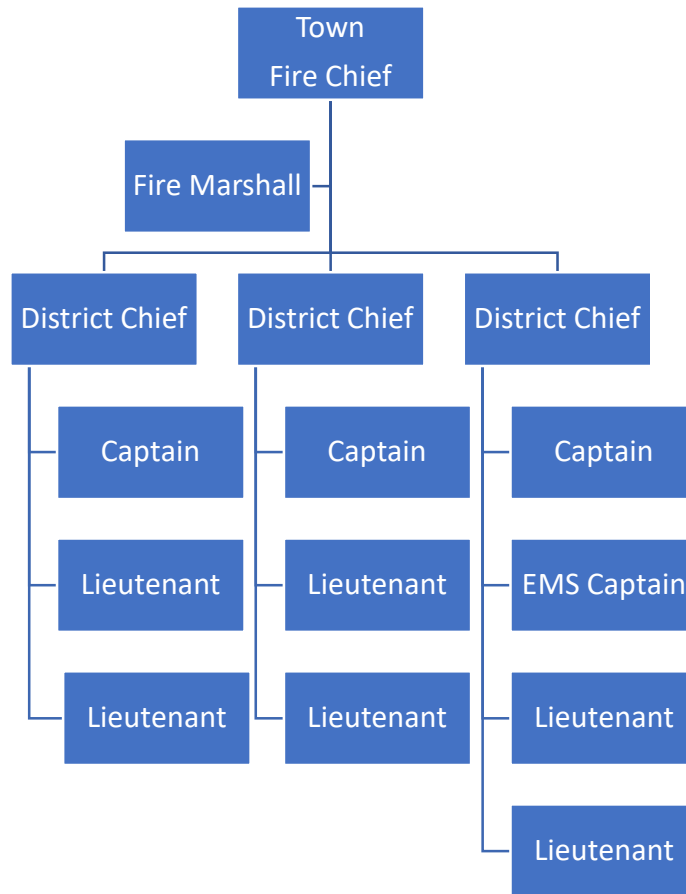 Town
Fire Chief
Fire Marshall
District Chief
District Chief
District Chief
Captain
Captain
Captain
Lieutenant
Lieutenant
EMS Captain
Lieutenant
Lieutenant
Lieutenant
Lieutenant